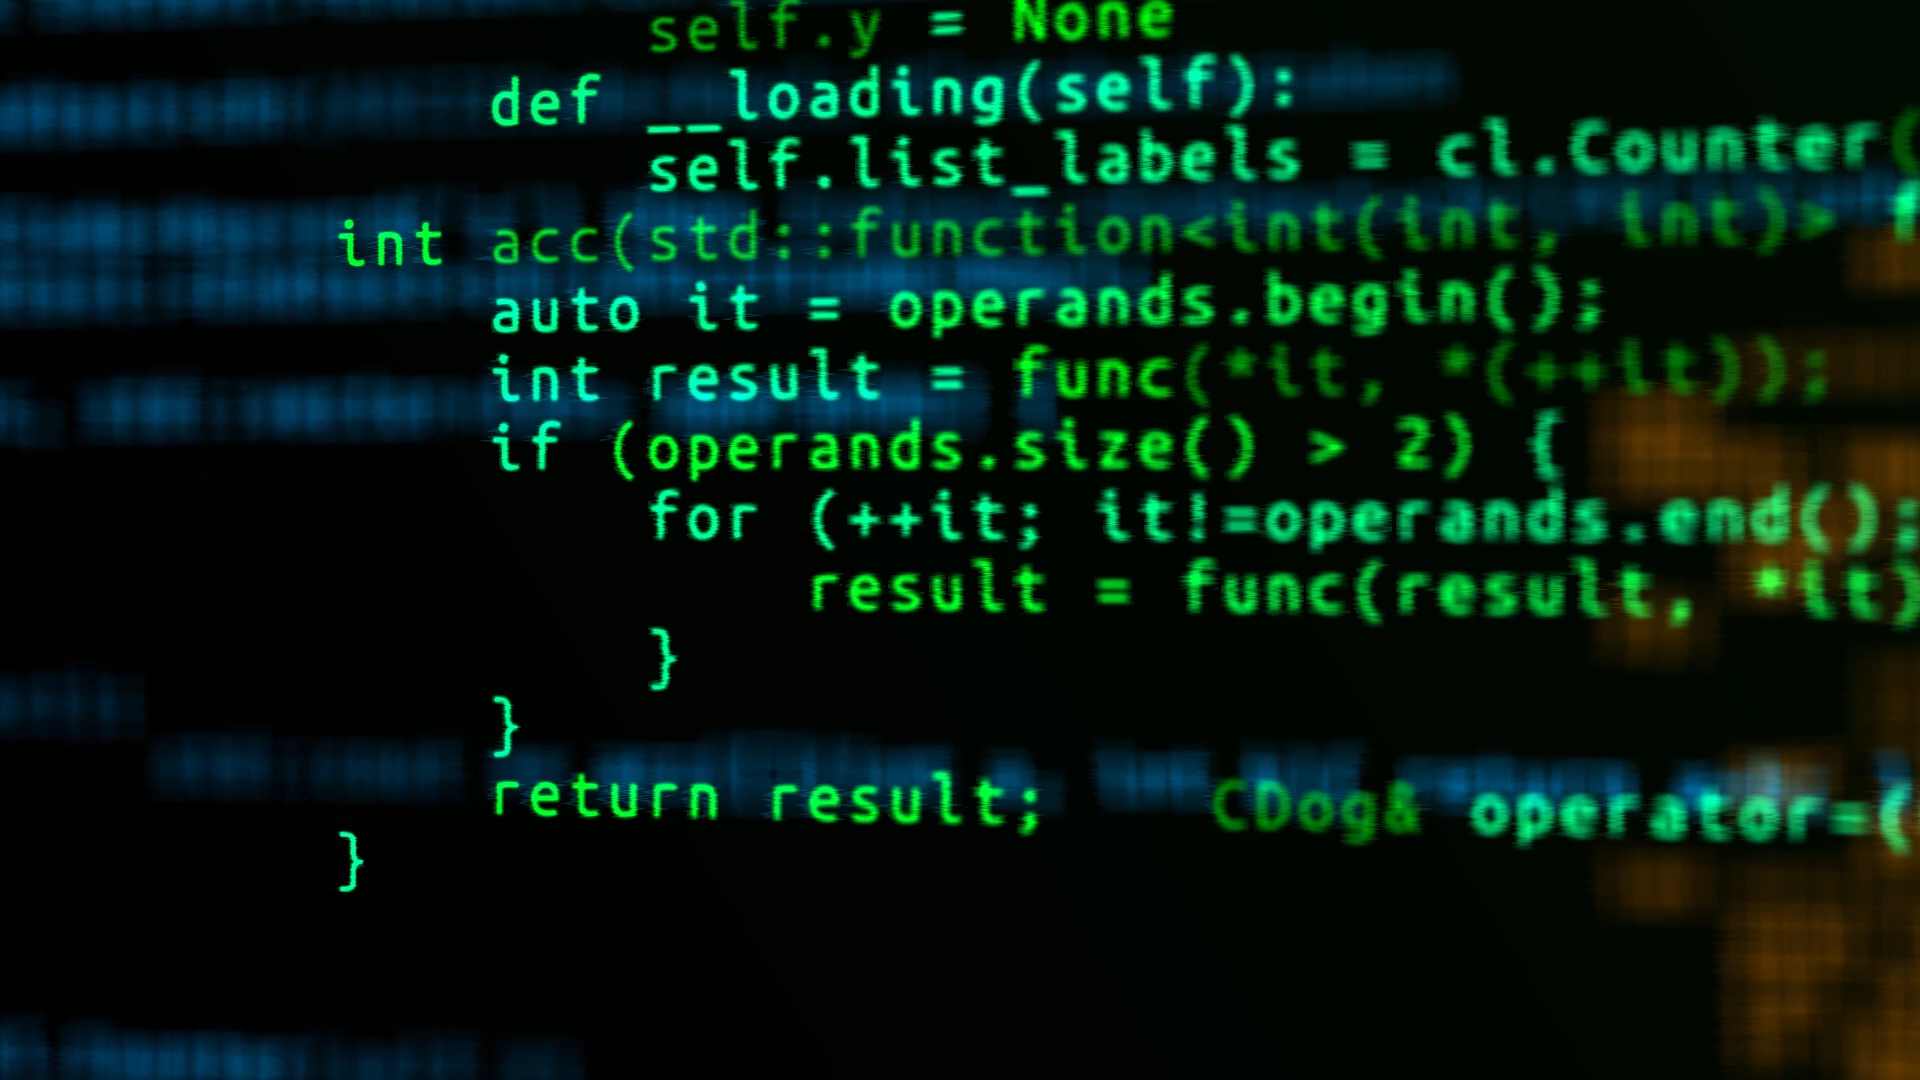 self.y = None
def __loading(self):
self.list_labels = cl.Counter(
int acc(std::function<int(int, int)>
auto it = operands.begin();
int result = func(*it, *(++it));
if (operands.size() > 2) {
for (++it; it!=operands.end();
result = func(result, *it)
}
}
return result; CDog& operator=(
}